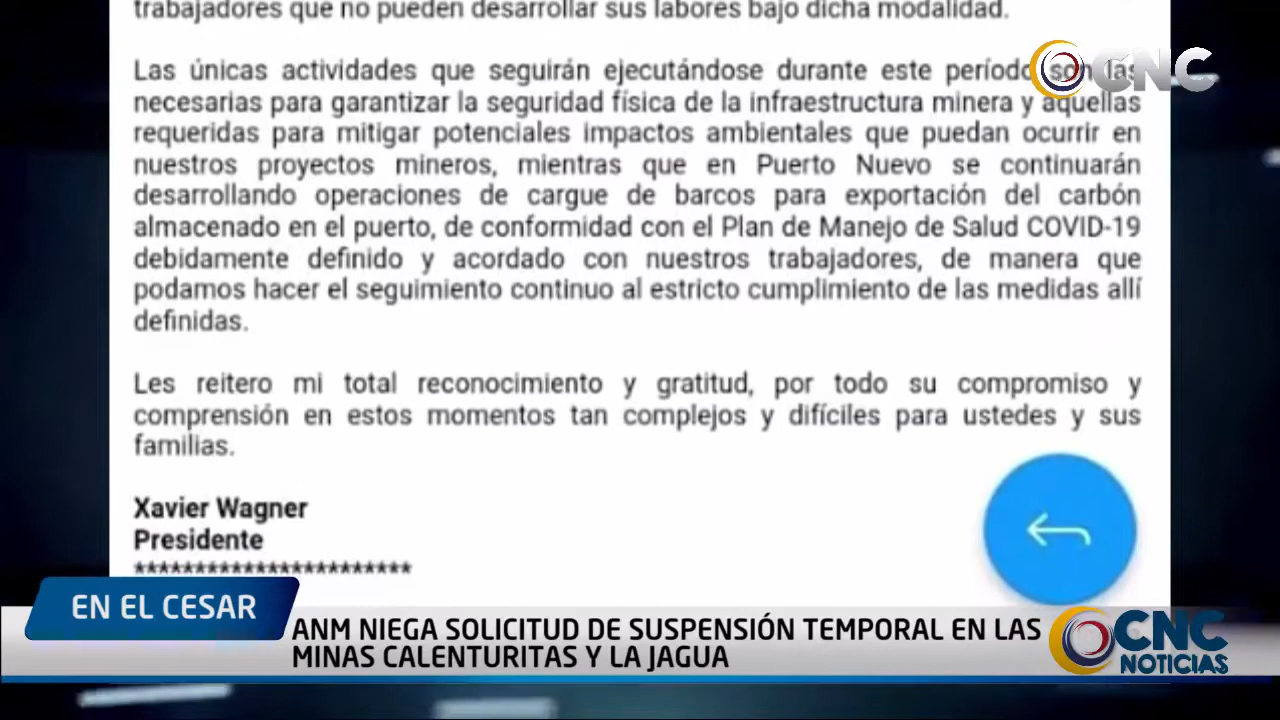 trabajadores que no pueden desarrollar sus labores bajo dicha modalidad.
Las únicas actividades que seguirán ejecutándose durante este período son las
necesarias para garantizar la seguridad física de la infraestructura minera y aquellas
requeridas para mitigar potenciales impactos ambientales que puedan ocurrir en
nuestros proyectos mineros, mientras que en Puerto Nuevo se continuarán
desarrollando operaciones de cargue de barcos para exportación del carbón
almacenado en el puerto, de conformidad con el Plan de Manejo de Salud COVID-19
debidamente definido y acordado con nuestros trabajadores, de manera que
podamos hacer el seguimiento continuo al estricto cumplimiento de las medidas allí
definidas.
Les reitero mi total reconocimiento y gratitud, por todo su compromiso y
comprensión en estos momentos tan complejos y difíciles para ustedes y sus
familias.
Xavier Wagner
Presidente
***********************
CNC
EN EL CESAR
ANM NIEGA SOLICITUD DE SUSPENSIÓN TEMPORAL EN LAS
MINAS CALENTURITAS Y LA JAGUA
CNC
NOTICIAS